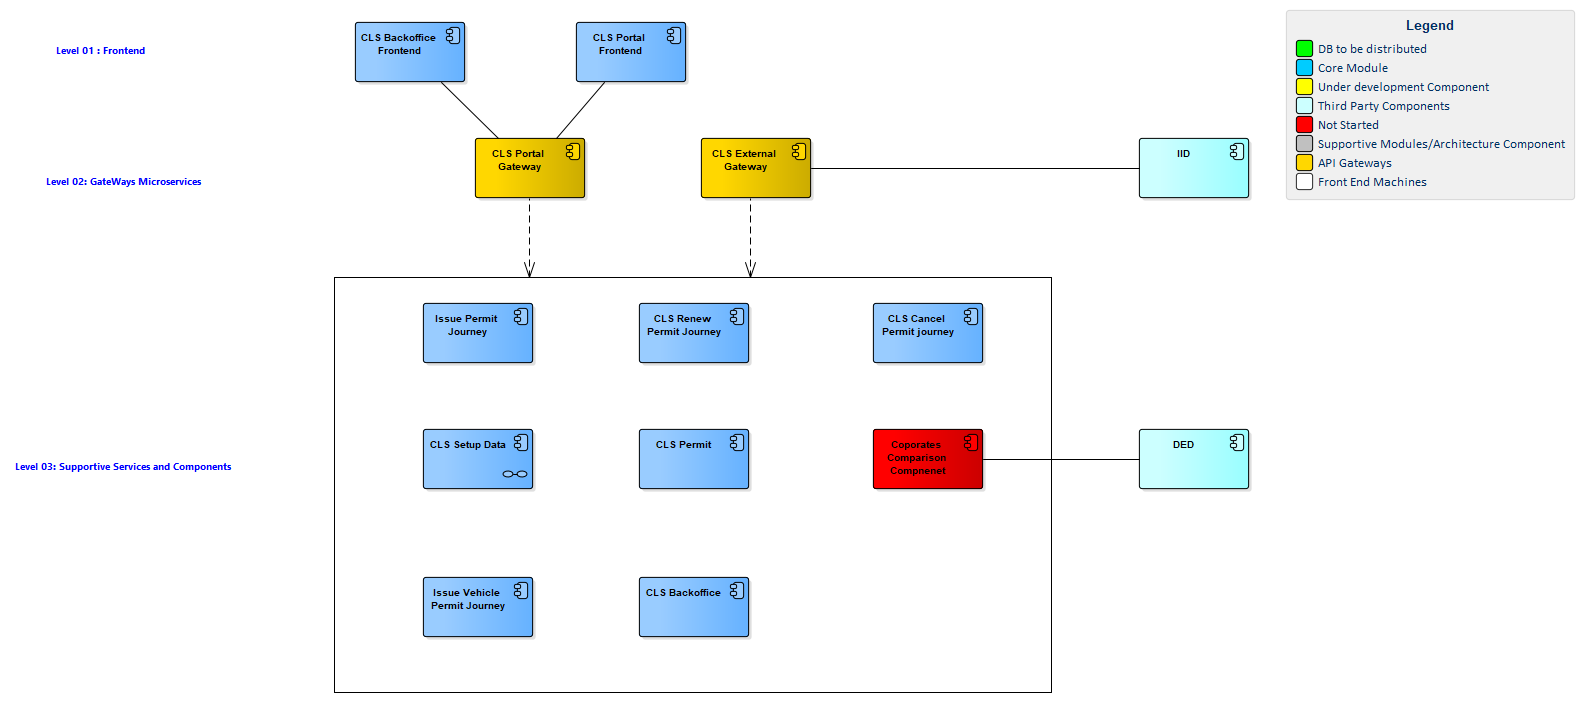 Level 01 : Frontend
CLS Backoffice
Frontend
CLS Portal
Frontend
Legend
DB to be distributed
Core Module
Under development Component
Third Party Components
Not Started
Supportive Modules/Architecture Component
API Gateways
Front End Machines
Level 02: GateWays Microservices
CLS Portal
Gateway
CLS External
Gateway
IID
Issue Permit
Journey
CLS Renew
Permit Journey
CLS Cancel
Permit journey
Level 03: Supportive Services and Components
CLS Setup Data
CLS Permit
Coporates
Comparison
Compnenet
DED
Issue Vehicle
Permit Journey
CLS Backoffice